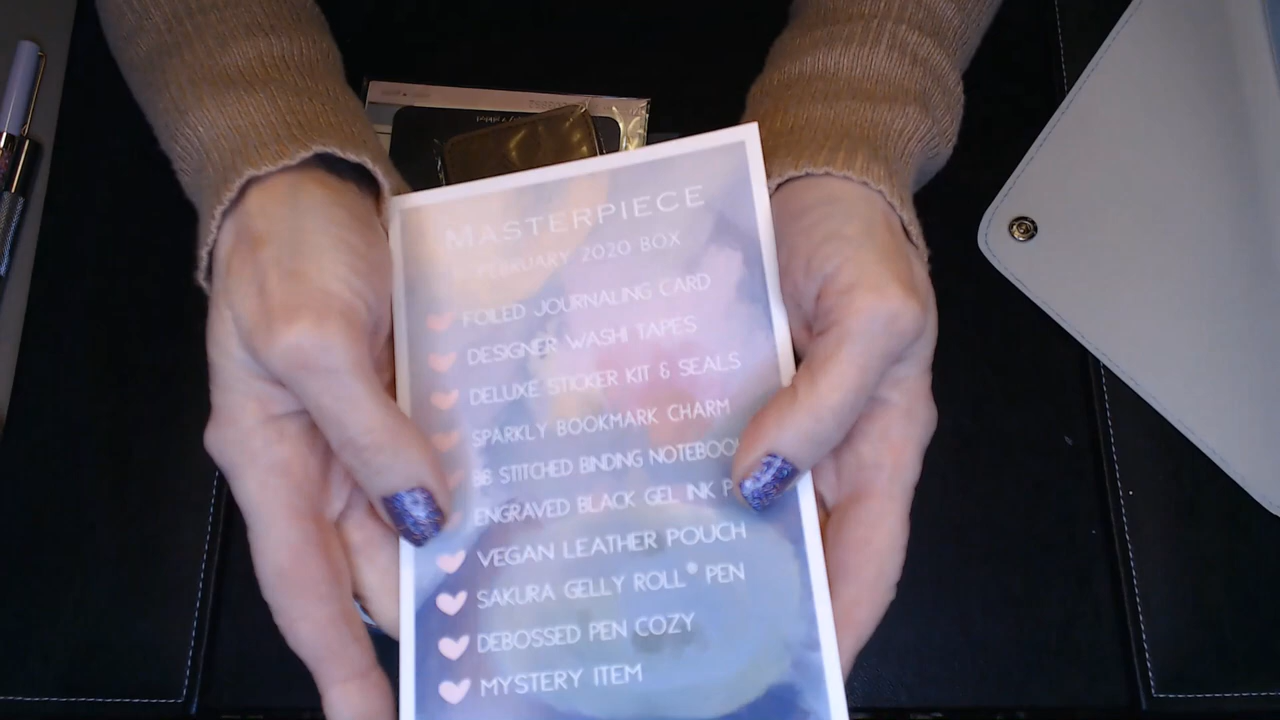 MASTERPIECE
FEBRUARY 2020 BOX
FOILED JOURNALING CARD
DESIGNER WASHI TAPES
DELUXE STICKER KIT & SEALS
SPARKLY BOOKMARK CHARM
BB STITCHED BINDING NOTEBOO
ENGRAVED BLACK GEL INK P
VEGAN LEATHER POUCH
SAKURA GELLY ROLL® PEN
DEBOSSED PEN COZY
MYSTERY ITEM